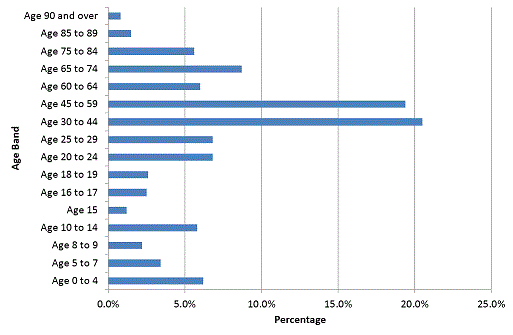 Age 90 and over
Age 85 to 89
Age 75 to 84
Age 65 to 74
Age 60 to 64
Age 45 to 59
Age 30 to 44
Age 25 to 29
Age 20 to 24
Age 18 to 19
Age 16 to 17
Age 15
Age 10 to 14
Age 8 to 9
Age 5 to 7
Age 0 to 4
Age Band
0.0% 5.0% 10.0% 15.0% 20.0% 25.0%
Percentage